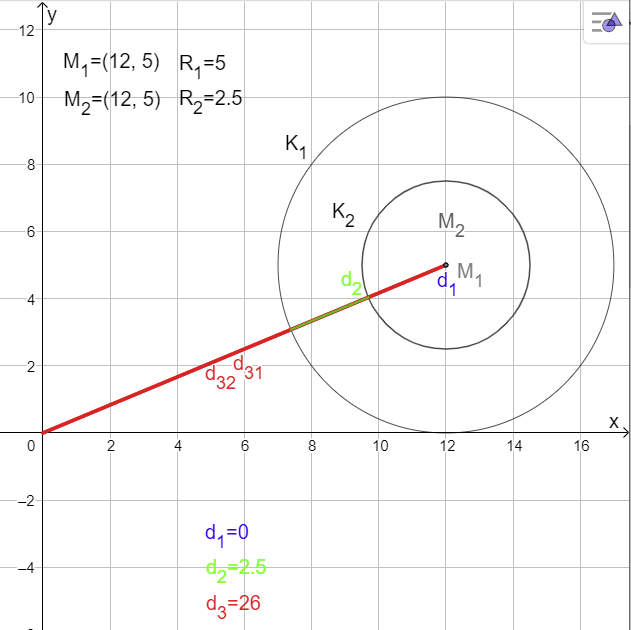 y
12
M₁=(12, 5) R₁=5
M₂=(12, 5) R₂=2.5
10
K₁
8
K₂
6
M₂
M₁
d₂
d₁
4
d₃₁
d₃₂
2
x
0 2 4 6 8 10 12 14 16
–2
d₁=0
–4
d₂=2.5
d₃=26